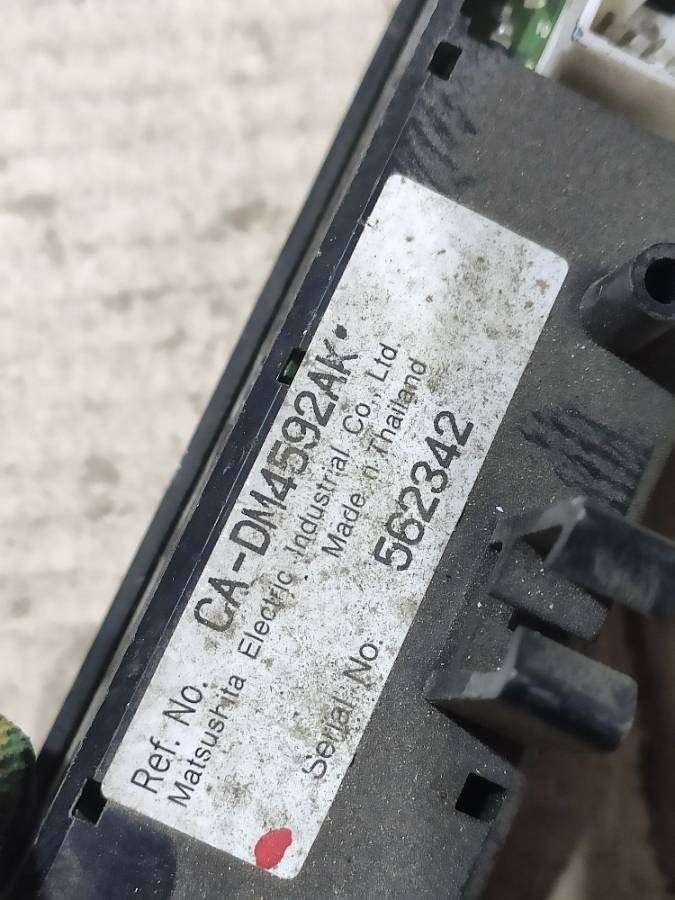 Ref. No. CA-DM4592AK
Matsushita Electric Industrial Co., Ltd.
Made in Thailand
Serial No. 562342